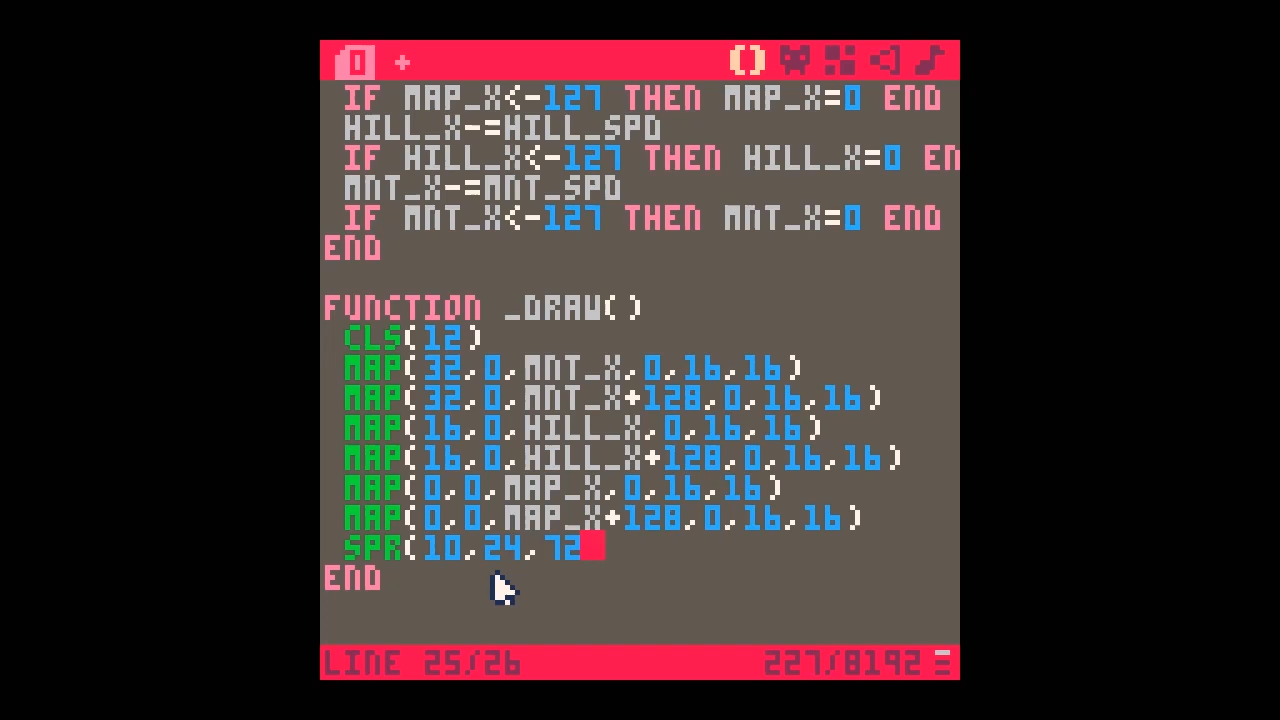 0 +
IF MAP_X<-127 THEN MAP_X=0 END
HILL_X-=HILL_SPD
IF HILL_X<-127 THEN HILL_X=0 EN
MNT_X-=MNT_SPD
IF MNT_X<-127 THEN MNT_X=0 END
END
FUNCTION _DRAW()
CLS(12)
MAP(32,0,MNT_X,0,16,16)
MAP(32,0,MNT_X+128,0,16,16)
MAP(16,0,HILL_X,0,16,16)
MAP(16,0,HILL_X+128,0,16,16)
MAP(0,0,MAP_X,0,16,16)
MAP(0,0,MAP_X+128,0,16,16)
SPR(10,24,72
END
LINE 25/26 227/8192